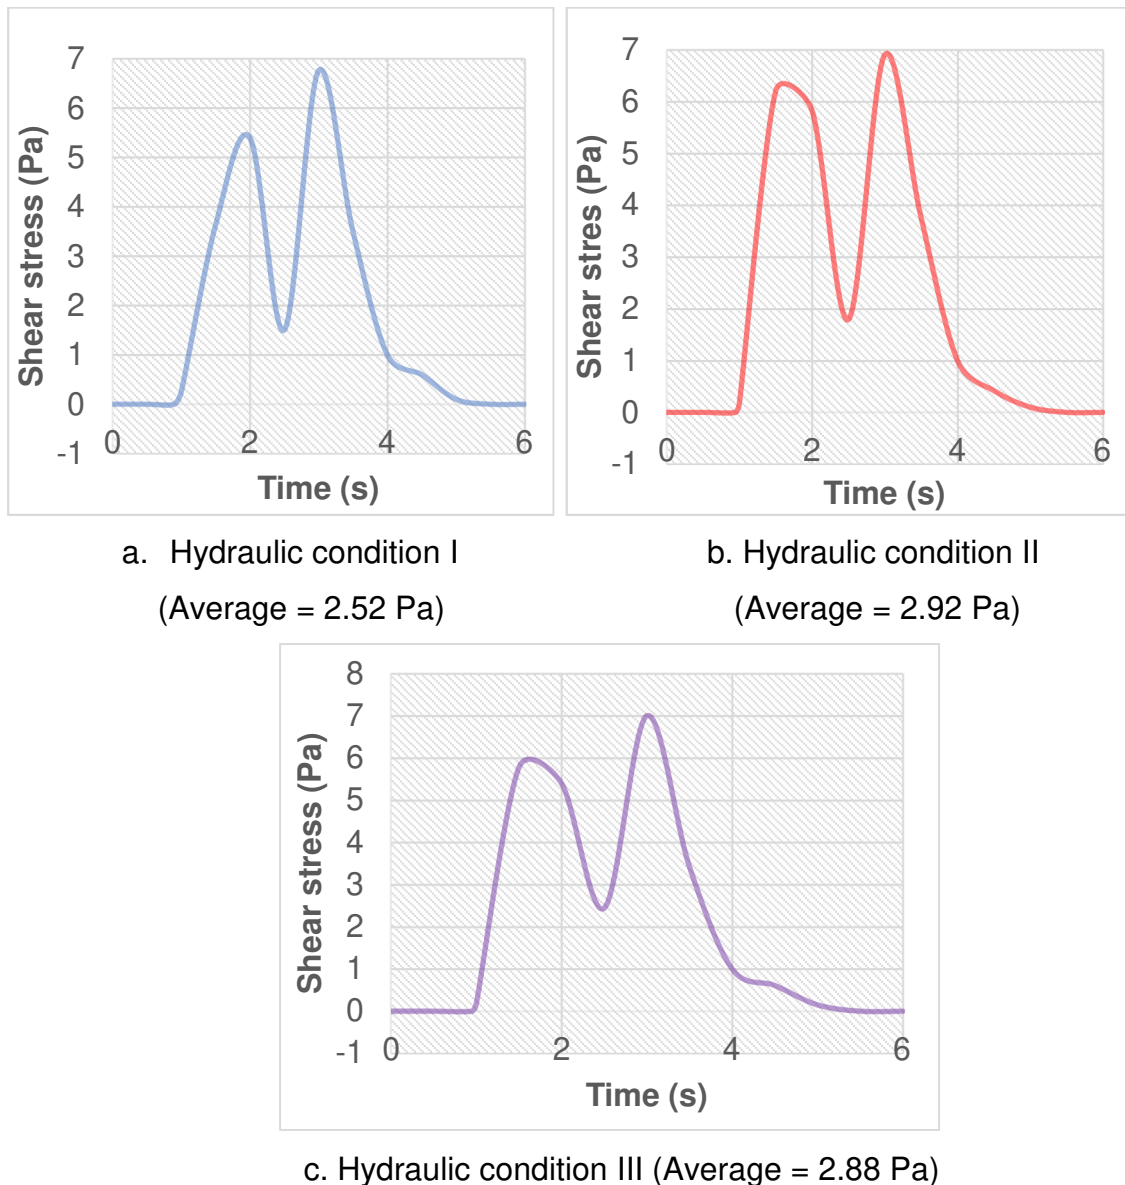 7
6
5
4
3
2
1
0
-1
0 2 4 6
Shear stress (Pa)
Time (s)
7
6
5
4
3
2
1
0
-1
0 2 4 6
Shear stres (Pa)
Time (s)
a. Hydraulic condition I
(Average = 2.52 Pa)
b. Hydraulic condition II
(Average = 2.92 Pa)
8
7
6
5
4
3
2
1
0
-1
0 2 4 6
Shear stress (Pa)
Time (s)
c. Hydraulic condition III (Average = 2.88 Pa)